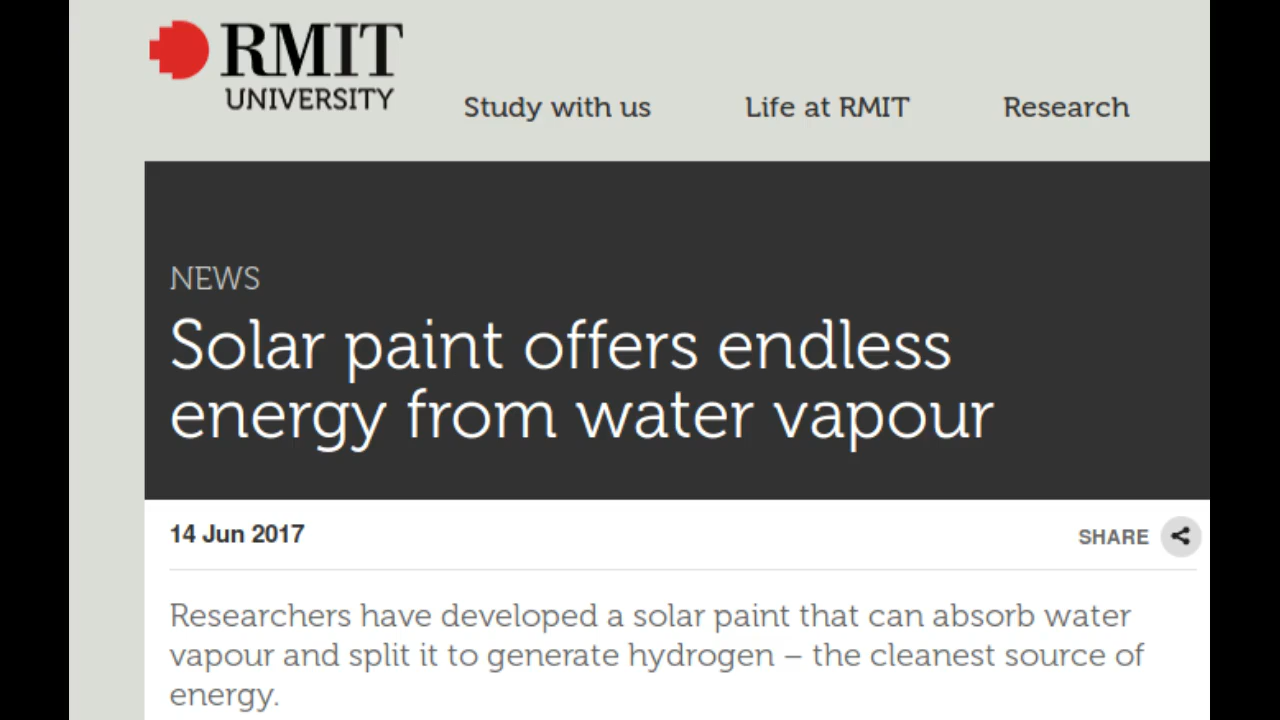 RMIT
UNIVERSITY
Study with us
Life at RMIT
Research
NEWS
Solar paint offers endless
energy from water vapour
14 Jun 2017
SHARE
Researchers have developed a solar paint that can absorb water
vapour and split it to generate hydrogen – the cleanest source of
energy.